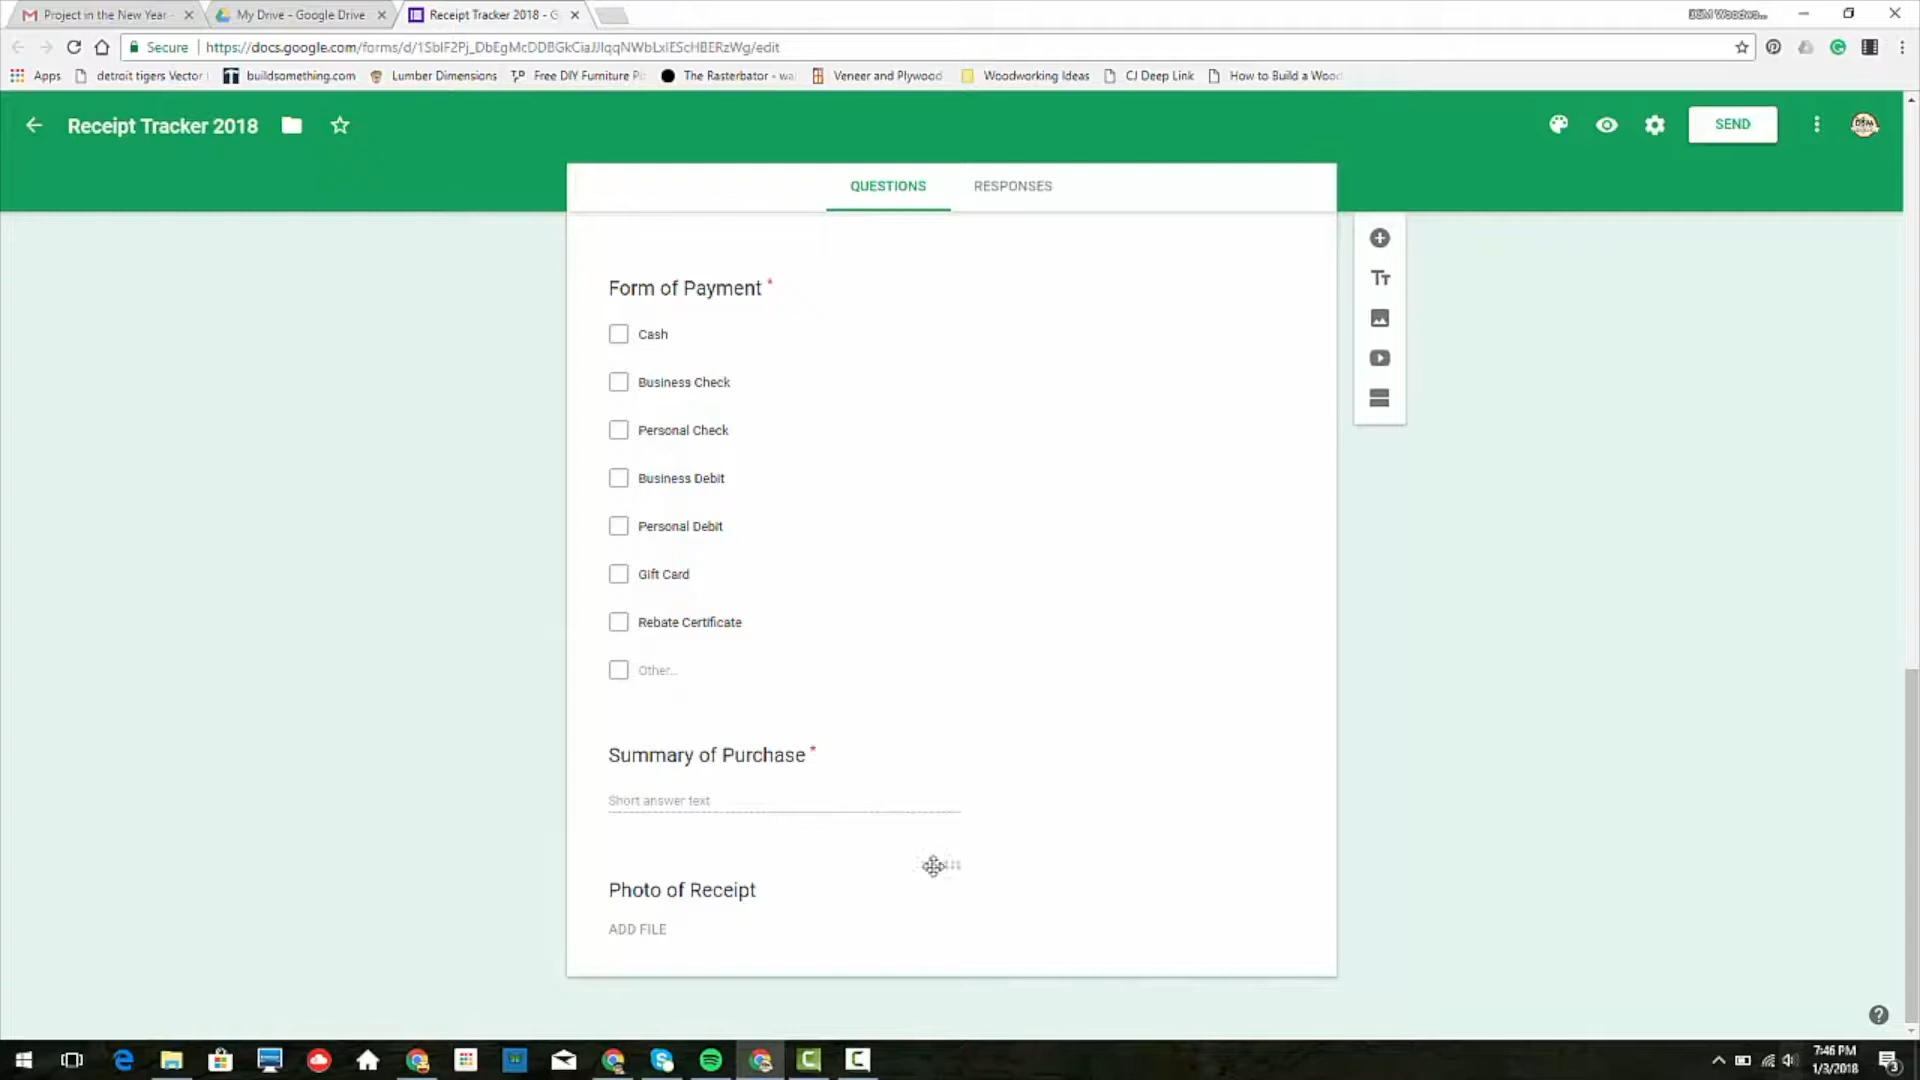 Project in the New Year -
My Drive - Google Drive
Receipt Tracker 2018 - G
Secure
https://docs.google.com/forms/d/1SbIF2Pj_DbEgMcDDBGkCiaJJIqqNWbLxIEScHBERzWg/edit
Apps
detroit tigers Vector
buildsomething.com
Lumber Dimensions
Free DIY Furniture
The Rasterbator - wa
Veneer and Plywood
Woodworking Ideas
CJ Deep Link
How to Build a Wood
Receipt Tracker 2018
SEND
QUESTIONS
RESPONSES
Form of Payment *
Cash
Business Check
Personal Check
Business Debit
Personal Debit
Gift Card
Rebate Certificate
Other...
Summary of Purchase *
Short answer text
Photo of Receipt
ADD FILE
7:46 PM
1/3/2018
3